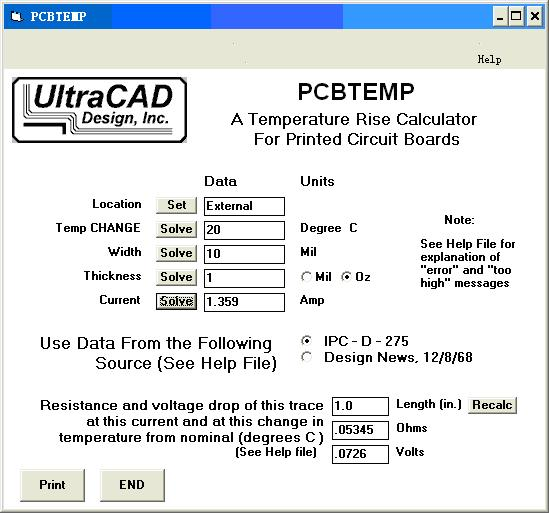 PCBTEMP
Help
UltraCAD
Design, Inc.
PCBTEMP
A Temperature Rise Calculator
For Printed Circuit Boards
Data Units
Location Set External
Temp CHANGE Solve 20 Degree C
Width Solve 10 Mil
Thickness Solve 1 Mil Oz
Current Solve 1.359 Amp
Note:
See Help File for
explanation of
"error" and "too
high" messages
Use Data From the Following
Source (See Help File)
IPC - D - 275
Design News, 12/8/68
Resistance and voltage drop of this trace
at this current and at this change in
temperature from nominal (degrees C )
(See Help file)
1.0 Length (in.) Recalc
.05345 Ohms
.0726 Volts
Print END